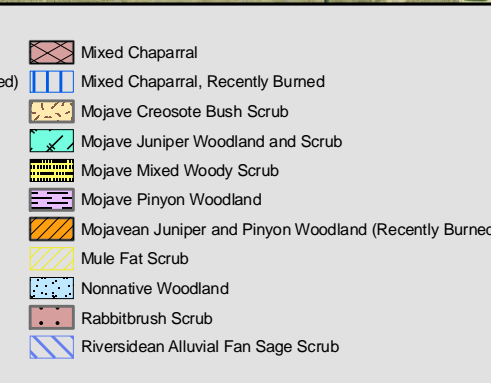 Mixed Chaparral
ed) Mixed Chaparral, Recently Burned
Mojave Creosote Bush Scrub
Mojave Juniper Woodland and Scrub
Mojave Mixed Woody Scrub
Mojave Pinyon Woodland
Mojavean Juniper and Pinyon Woodland (Recently Burned
Mule Fat Scrub
Nonnative Woodland
Rabbitbrush Scrub
Riversidean Alluvial Fan Sage Scrub